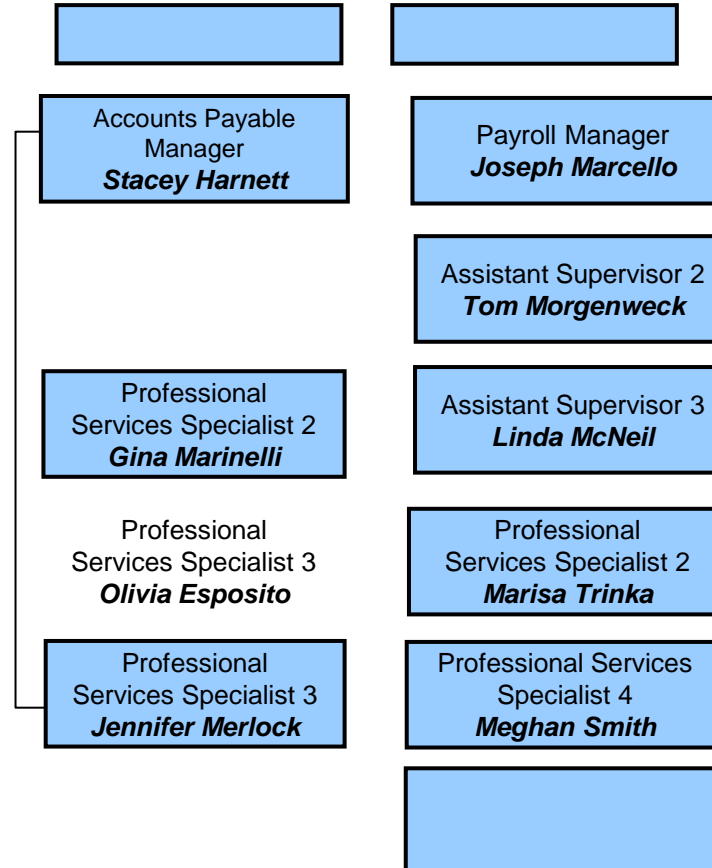 Accounts Payable
Manager
Stacey Harnett
Professional
Services Specialist 2
Gina Marinelli
Professional
Services Specialist 3
Olivia Esposito
Professional
Services Specialist 3
Jennifer Merlock
Payroll Manager
Joseph Marcello
Assistant Supervisor 2
Tom Morgenweck
Assistant Supervisor 3
Linda McNeil
Professional
Services Specialist 2
Marisa Trinka
Professional Services
Specialist 4
Meghan Smith